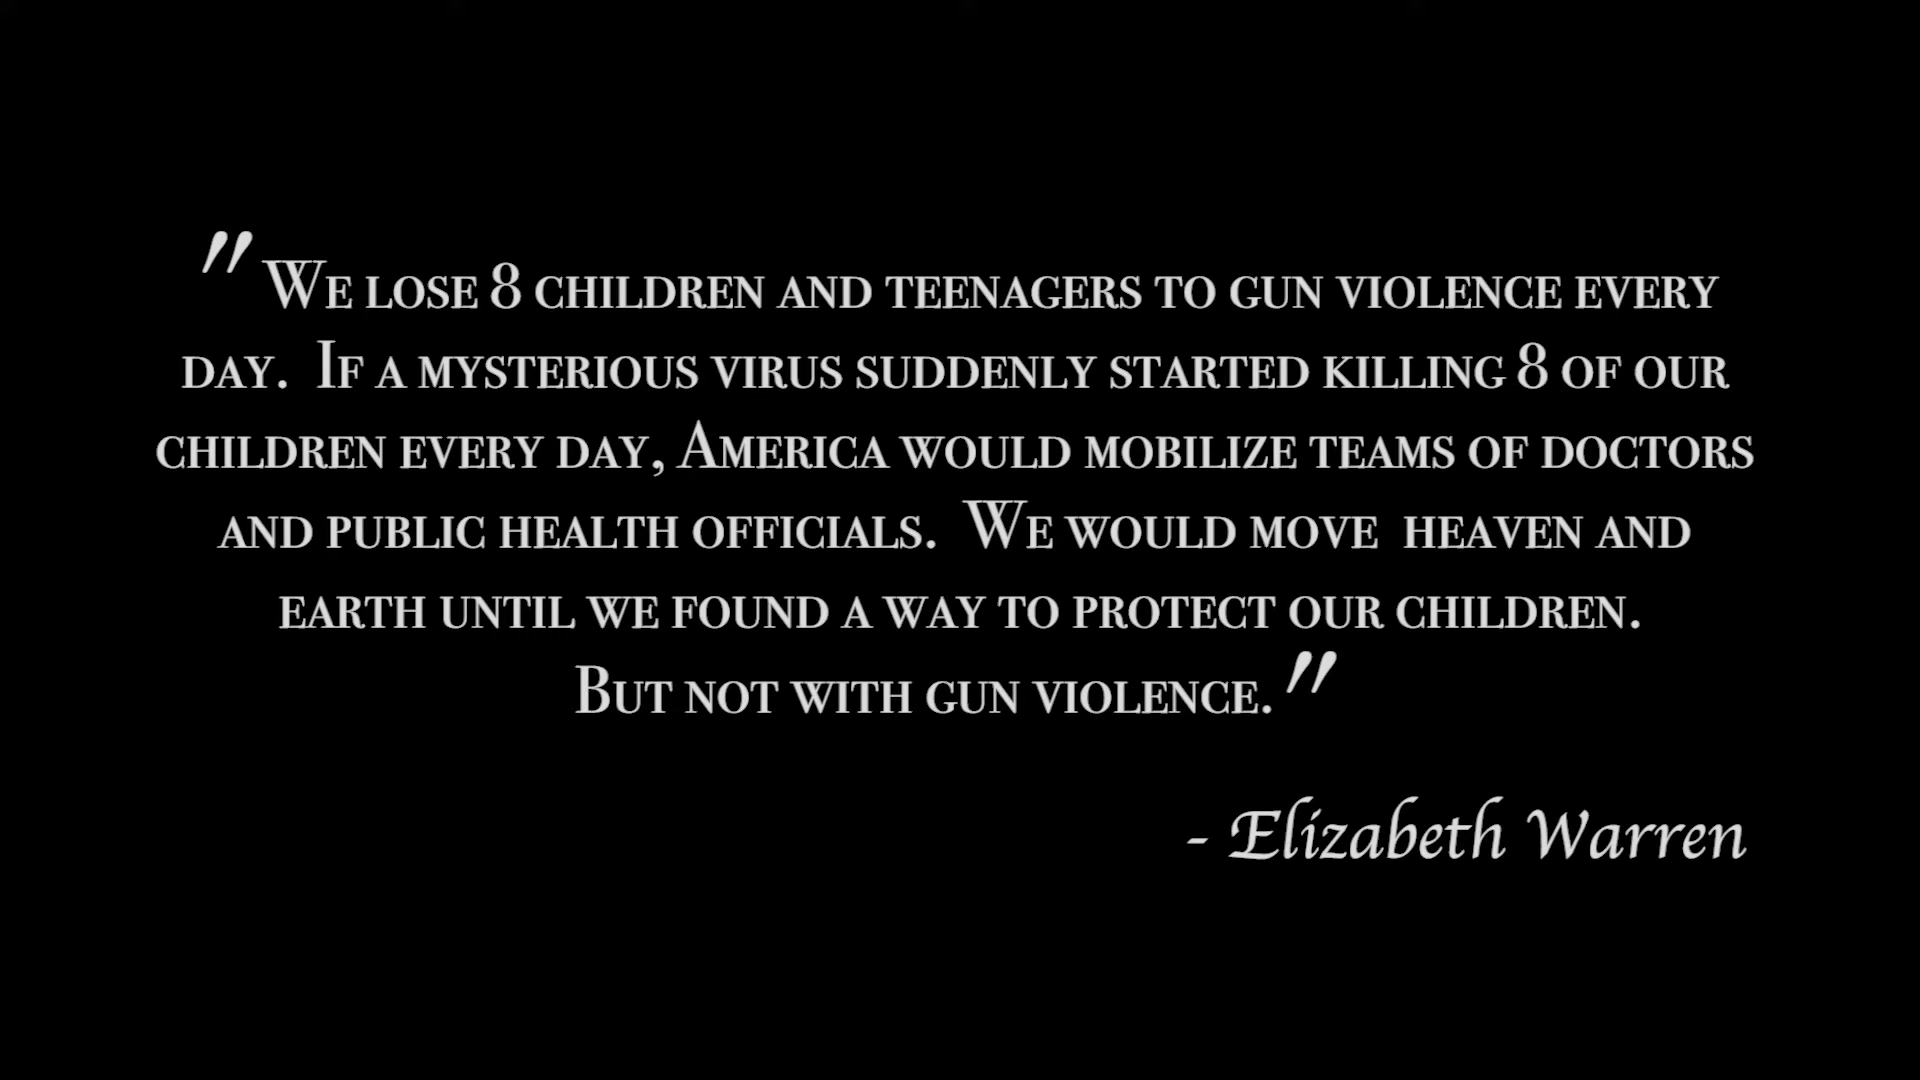 "We lose 8 children and teenagers to gun violence every
day. If a mysterious virus suddenly started killing 8 of our
children every day, America would mobilize teams of doctors
and public health officials. We would move heaven and
earth until we found a way to protect our children.
But not with gun violence."
- Elizabeth Warren